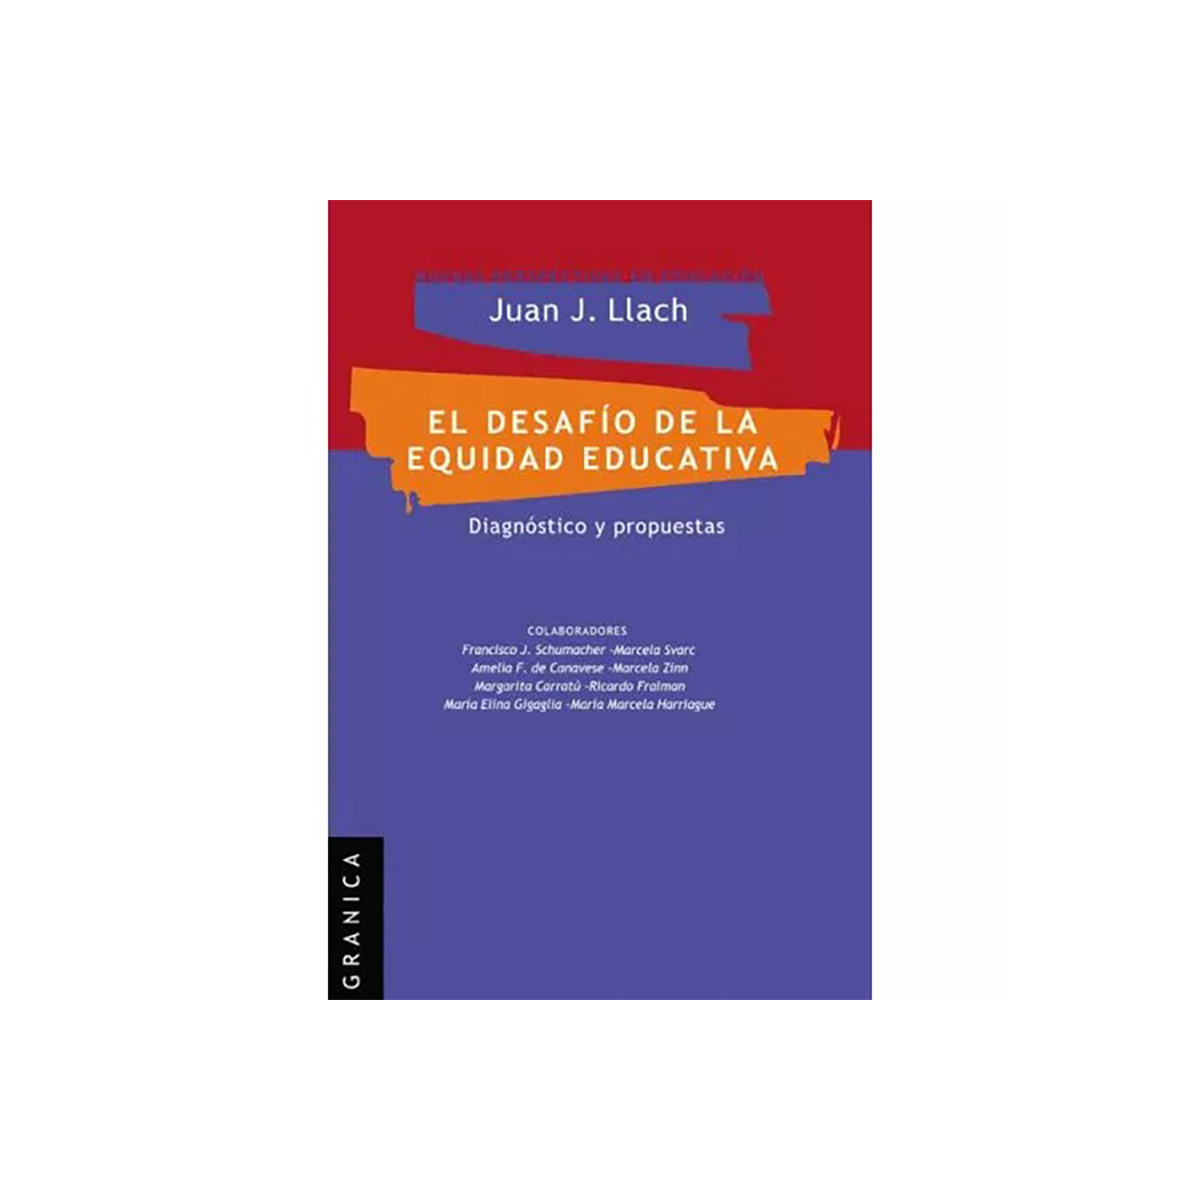 Juan J. Llach
EL DESAFÍO DE LA
EQUIDAD EDUCATIVA
Diagnóstico y propuestas
COLABORADORES
Francisco J. Schumacher -Marcela Svarc
Amelia F. de Canavese -Marcela Zinn
Margarita Carratú -Ricardo Fraiman
María Elina Gigaglia -María Marcela Harriague
GRANICA